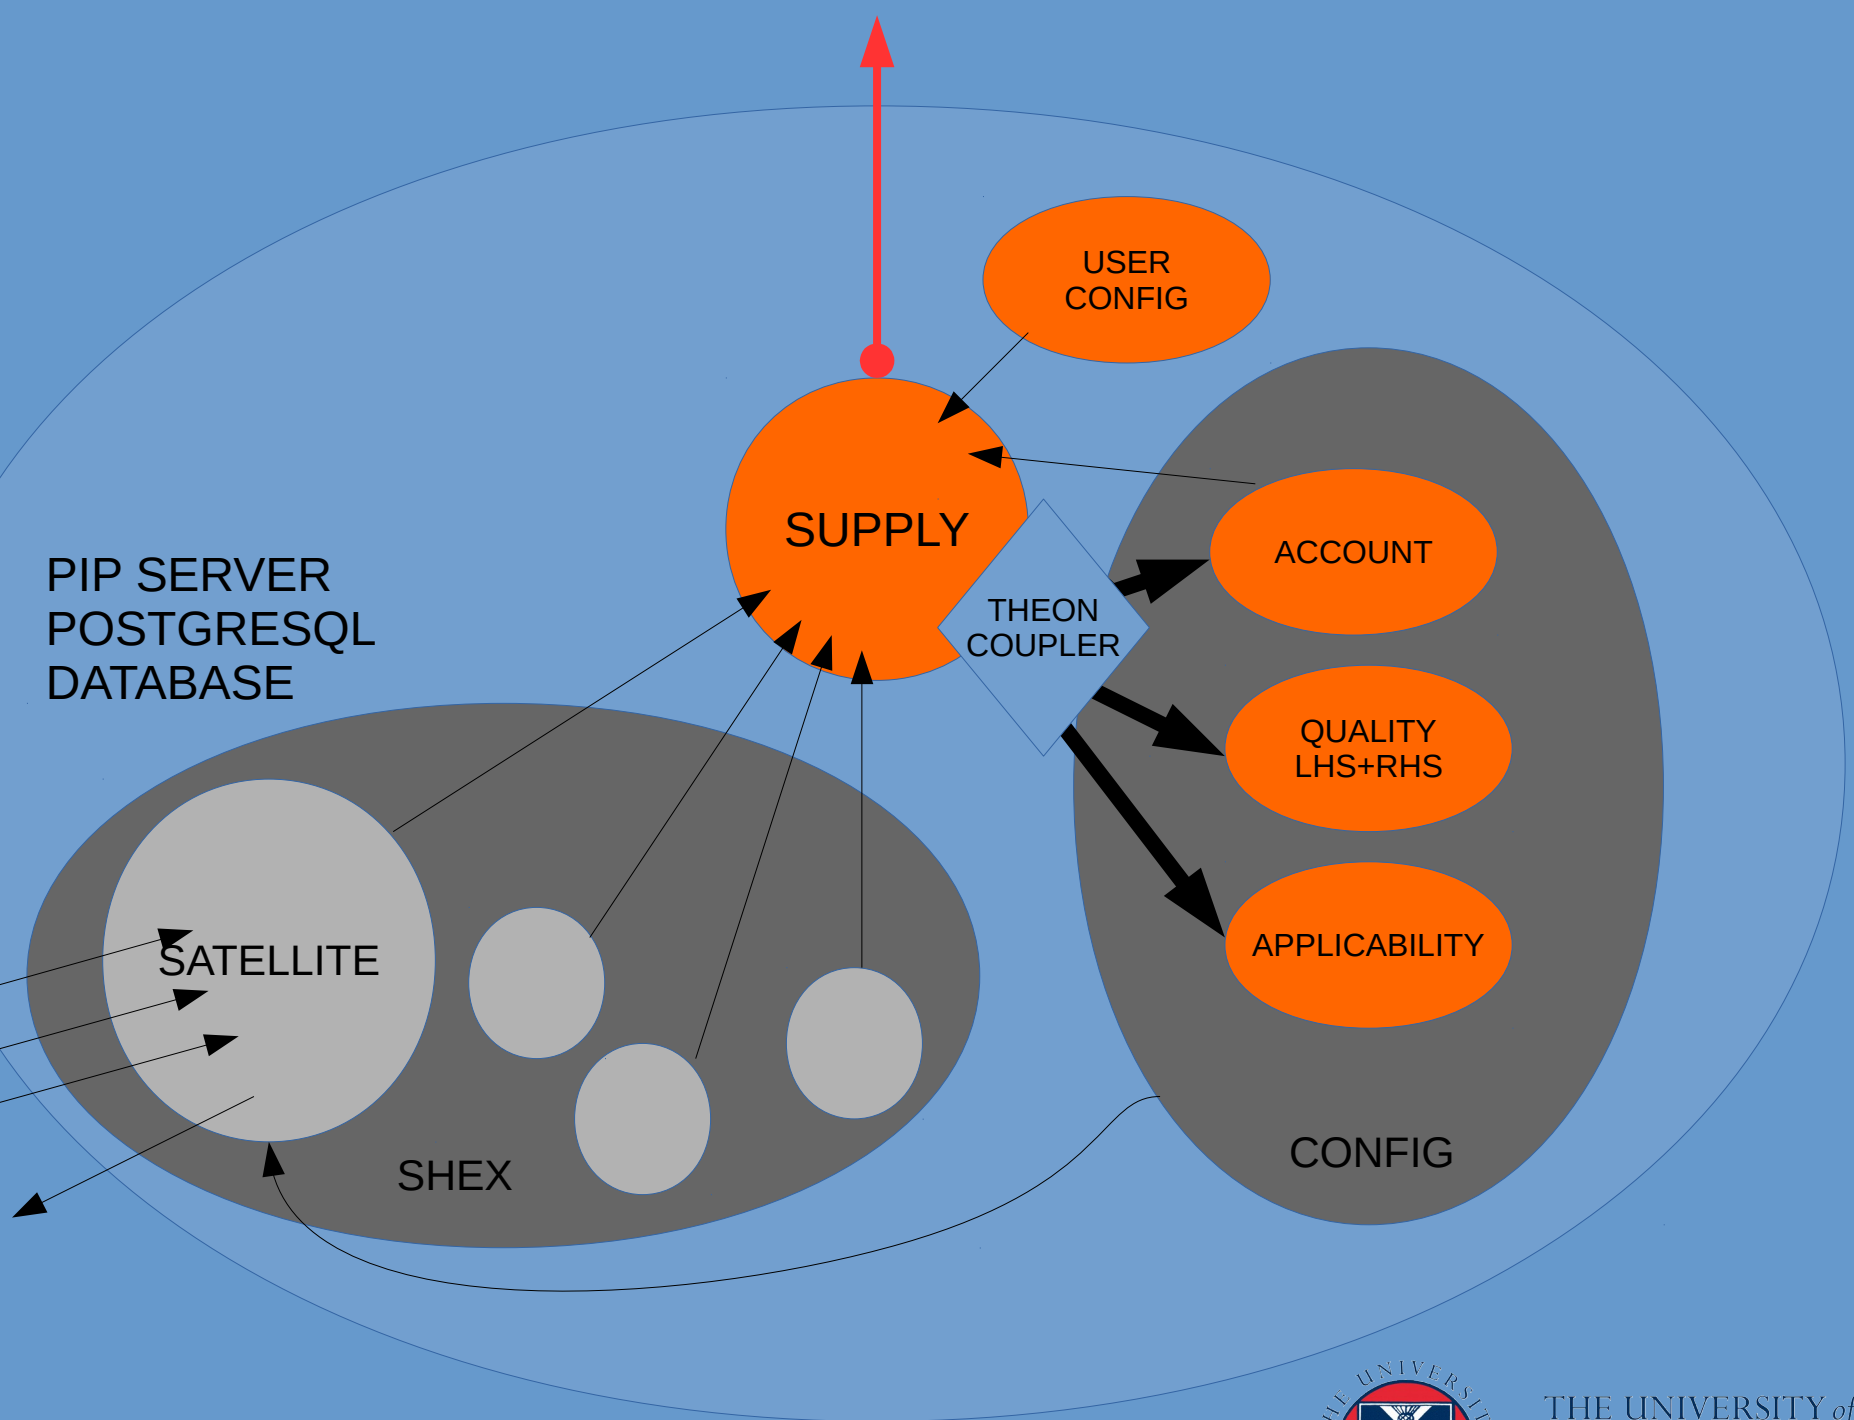 USER
CONFIG
SUPPLY
ACCOUNT
PIP SERVER
POSTGRESQL
DATABASE
THEON
COUPLER
QUALITY
LHS+RHS
SATELLITE
APPLICABILITY
SHEX
CONFIG
THE UNIVERSITY of